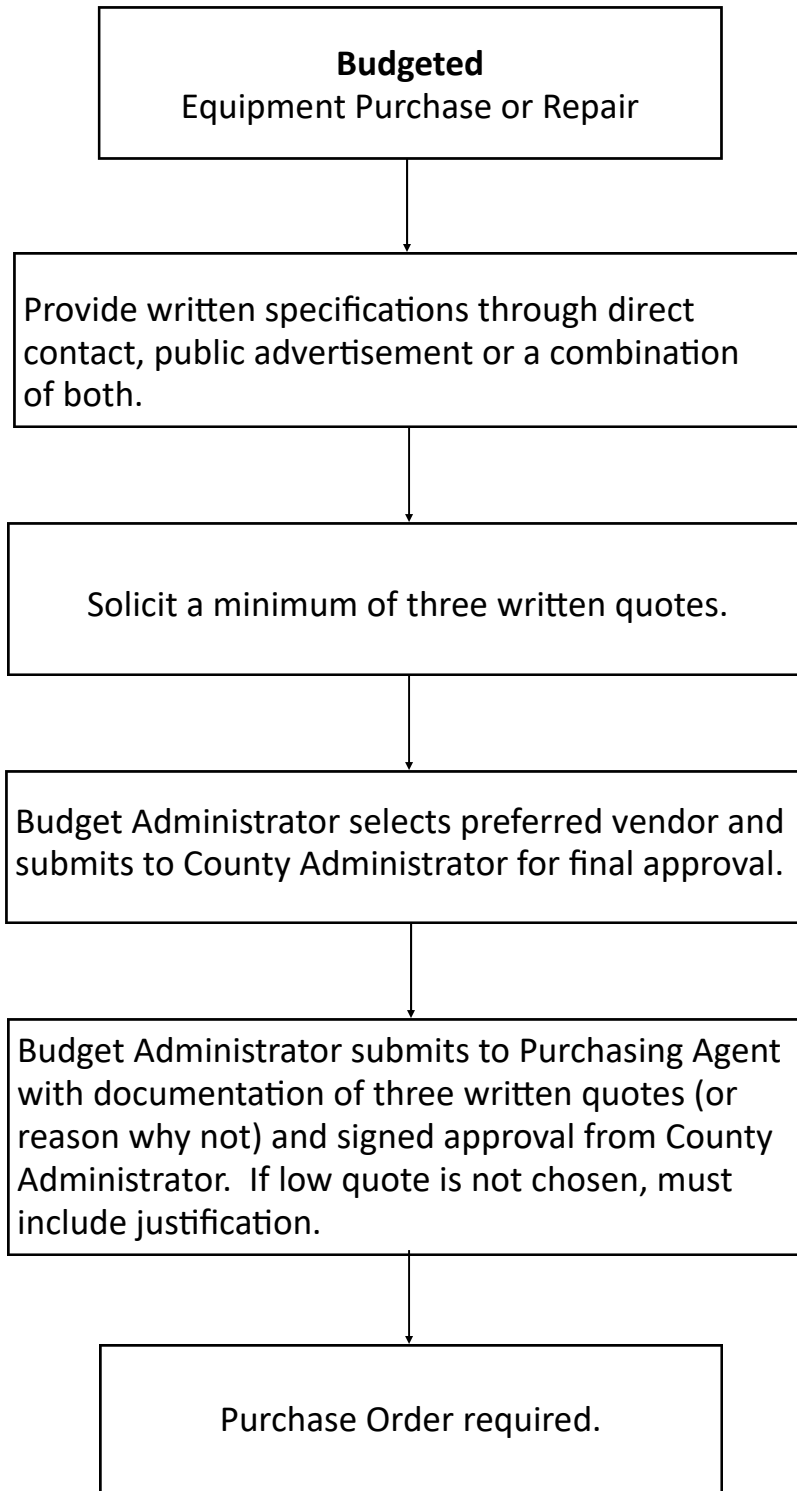 Budgeted
Equipment Purchase or Repair
Provide written specifications through direct
contact, public advertisement or a combination
of both.
Solicit a minimum of three written quotes.
Budget Administrator selects preferred vendor and
submits to County Administrator for final approval.
Budget Administrator submits to Purchasing Agent
with documentation of three written quotes (or
reason why not) and signed approval from County
Administrator.  If low quote is not chosen, must
include justification.
Purchase Order required.